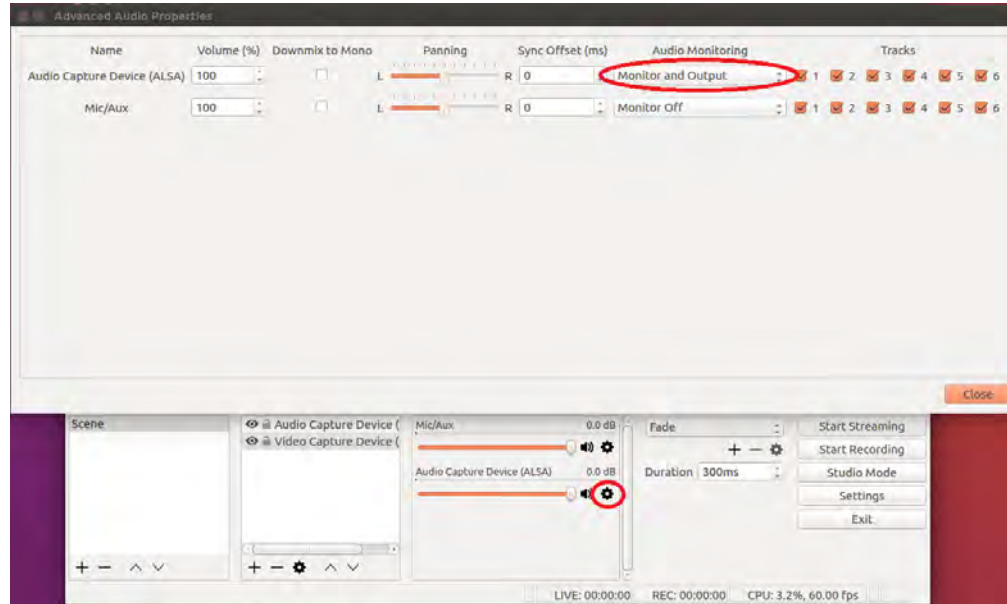 Advanced Audio Properties
Name Volume (%) Downmix to Mono Panning Sync Offset (ms) Audio Monitoring Tracks
Audio Capture Device (ALSA) 100 L R 0 Monitor and Output 1 2 3 4 5 6
Mic/Aux 100 L R 0 Monitor Off 1 2 3 4 5 6
Close
Scene Audio Capture Device ( Mic/Aux 0.0 dB Fade Start Streaming
Video Capture Device ( Start Recording
Audio Capture Device (ALSA) 0.0 dB Duration 300ms Studio Mode
Settings
Exit
LIVE: 00:00:00 REC: 00:00:00 CPU: 3.2%, 60.00 fps